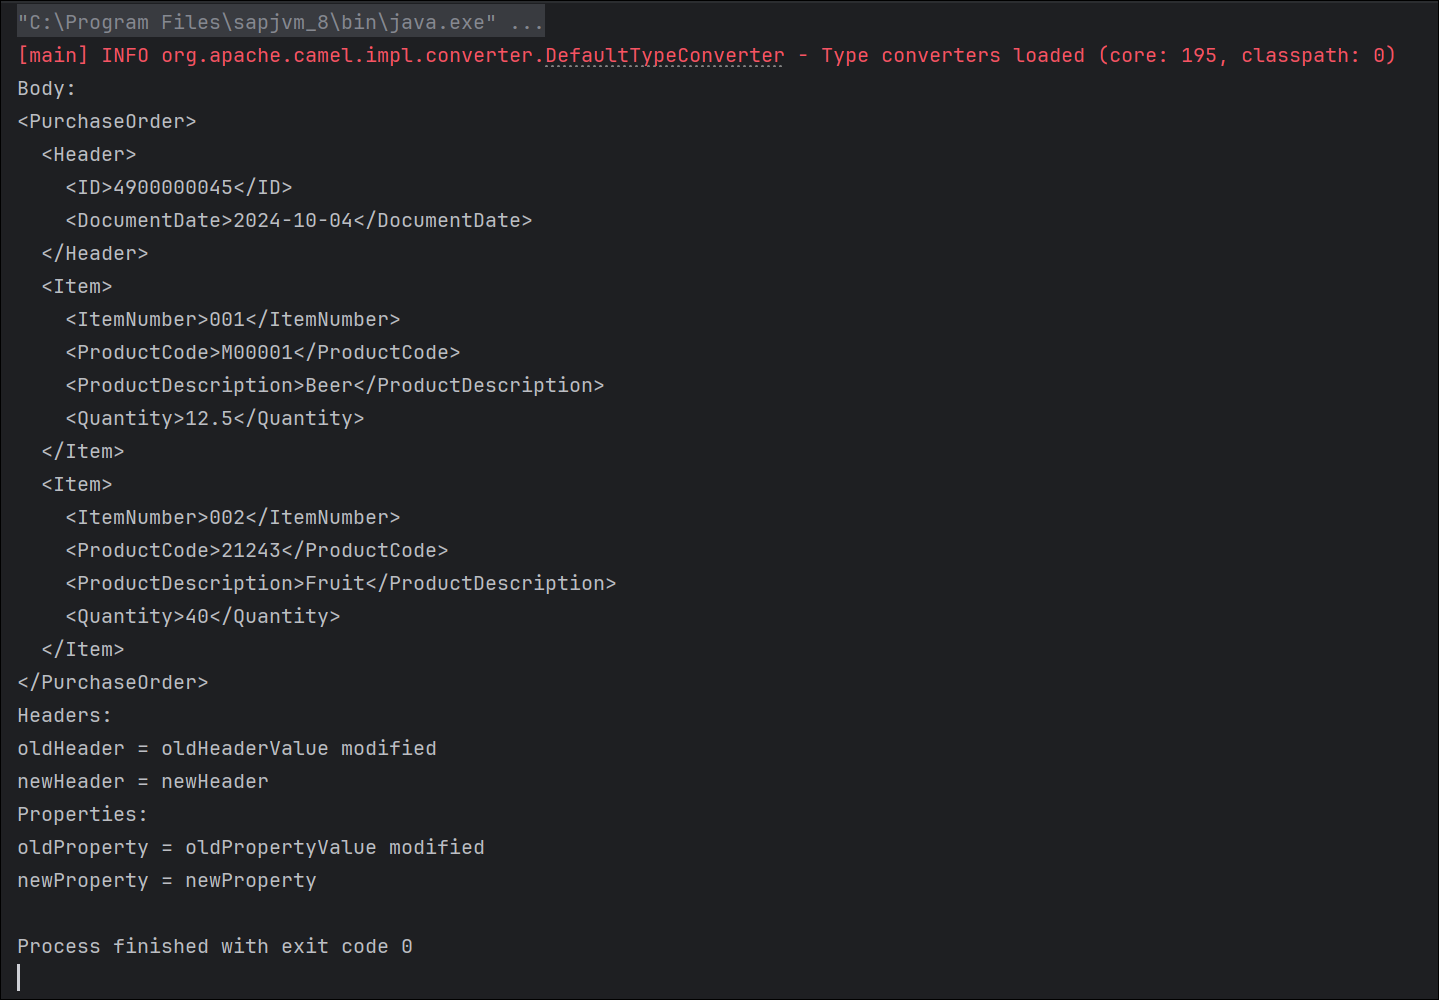 "C:\Program Files\sapjvm_8\bin\java.exe" ...
[main] INFO org.apache.camel.impl.converter.DefaultTypeConverter - Type converters loaded (core: 195, classpath: 0)
Body:
<PurchaseOrder>
  <Header>
    <ID>4900000045</ID>
    <DocumentDate>2024-10-04</DocumentDate>
  </Header>
  <Item>
    <ItemNumber>001</ItemNumber>
    <ProductCode>M00001</ProductCode>
    <ProductDescription>Beer</ProductDescription>
    <Quantity>12.5</Quantity>
  </Item>
  <Item>
    <ItemNumber>002</ItemNumber>
    <ProductCode>21243</ProductCode>
    <ProductDescription>Fruit</ProductDescription>
    <Quantity>40</Quantity>
  </Item>
</PurchaseOrder>
Headers:
oldHeader = oldHeaderValue modified
newHeader = newHeader
Properties:
oldProperty = oldPropertyValue modified
newProperty = newProperty

Process finished with exit code 0